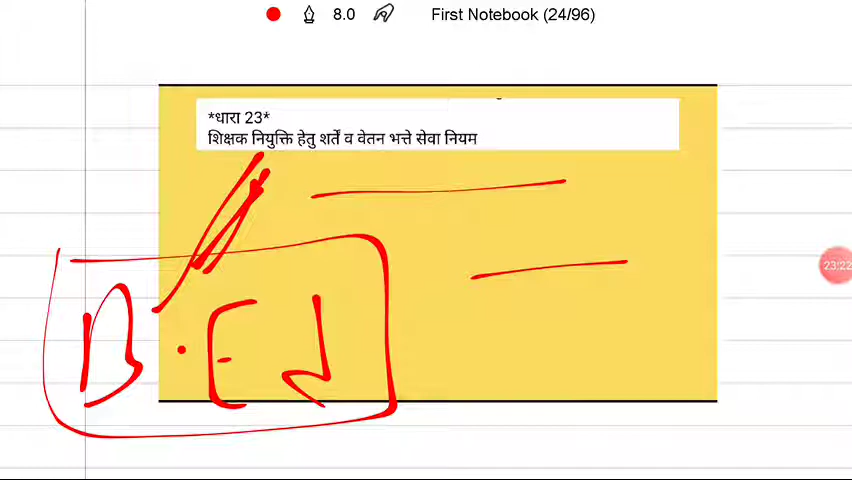 8.0 First Notebook (24/96)
*धारा 23*
शिक्षक नियुक्ति हेतु शर्तें व वेतन भत्ते सेवा नियम
23:22
B.Ed